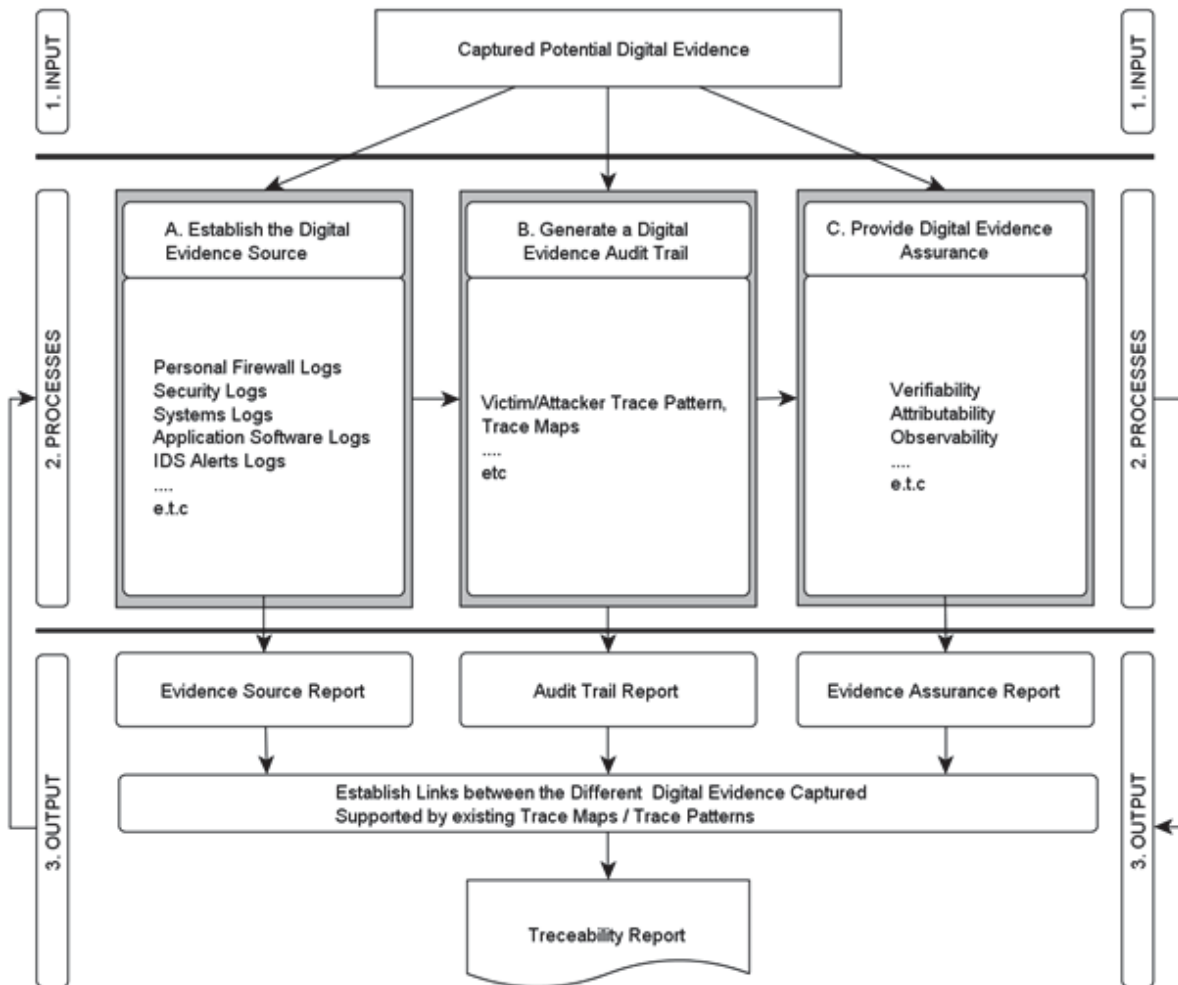 1. INPUT
Captured Potential Digital Evidence
1. INPUT
2. PROCESSES
A. Establish the Digital
Evidence Source
Personal Firewall Logs
Security Logs
Systems Logs
Application Software Logs
IDS Alerts Logs
....
e.t.c
B. Generate a Digital
Evidence Audit Trail
Victim/Attacker Trace Pattern,
Trace Maps
....
etc
C. Provide Digital Evidence
Assurance
Verifiability
Attributability
Observability
....
e.t.c
2. PROCESSES
3. OUTPUT
Evidence Source Report
Audit Trail Report
Evidence Assurance Report
Establish Links between the Different Digital Evidence Captured
Supported by existing Trace Maps / Trace Patterns
Treceability Report
3. OUTPUT